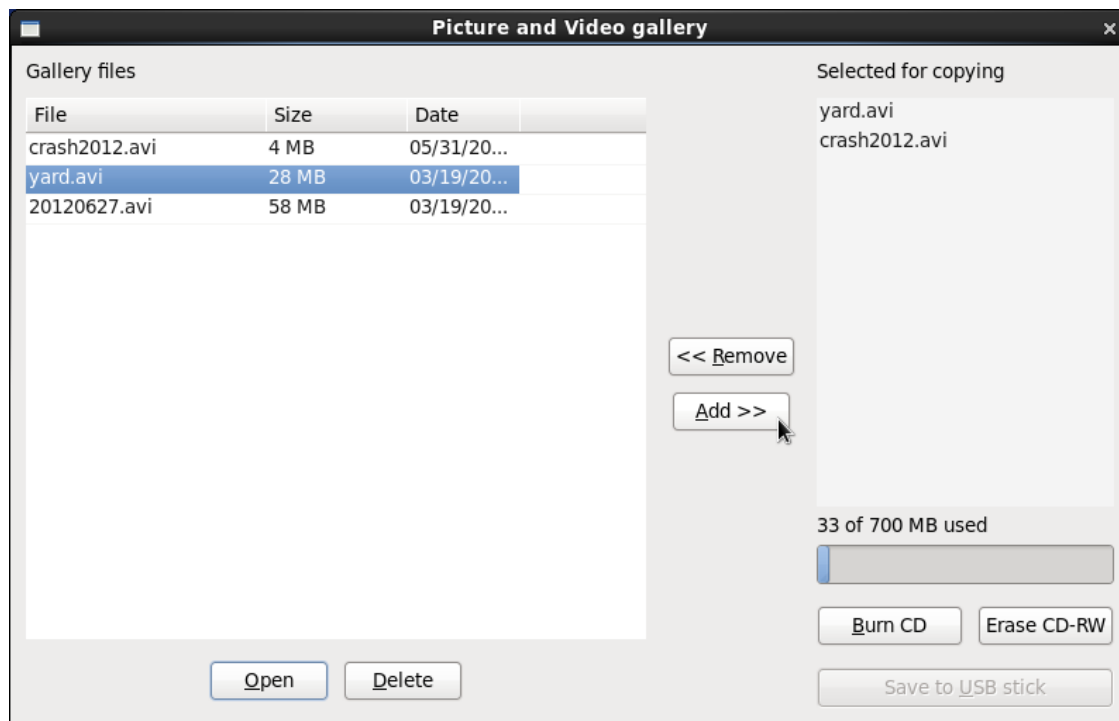 Picture and Video gallery
Gallery files
File Size Date
crash2012.avi 4 MB 05/31/20...
yard.avi 28 MB 03/19/20...
20120627.avi 58 MB 03/19/20...
<< Remove
Add >>
Open Delete
Selected for copying
yard.avi
crash2012.avi
33 of 700 MB used
Burn CD Erase CD-RW
Save to USB stick